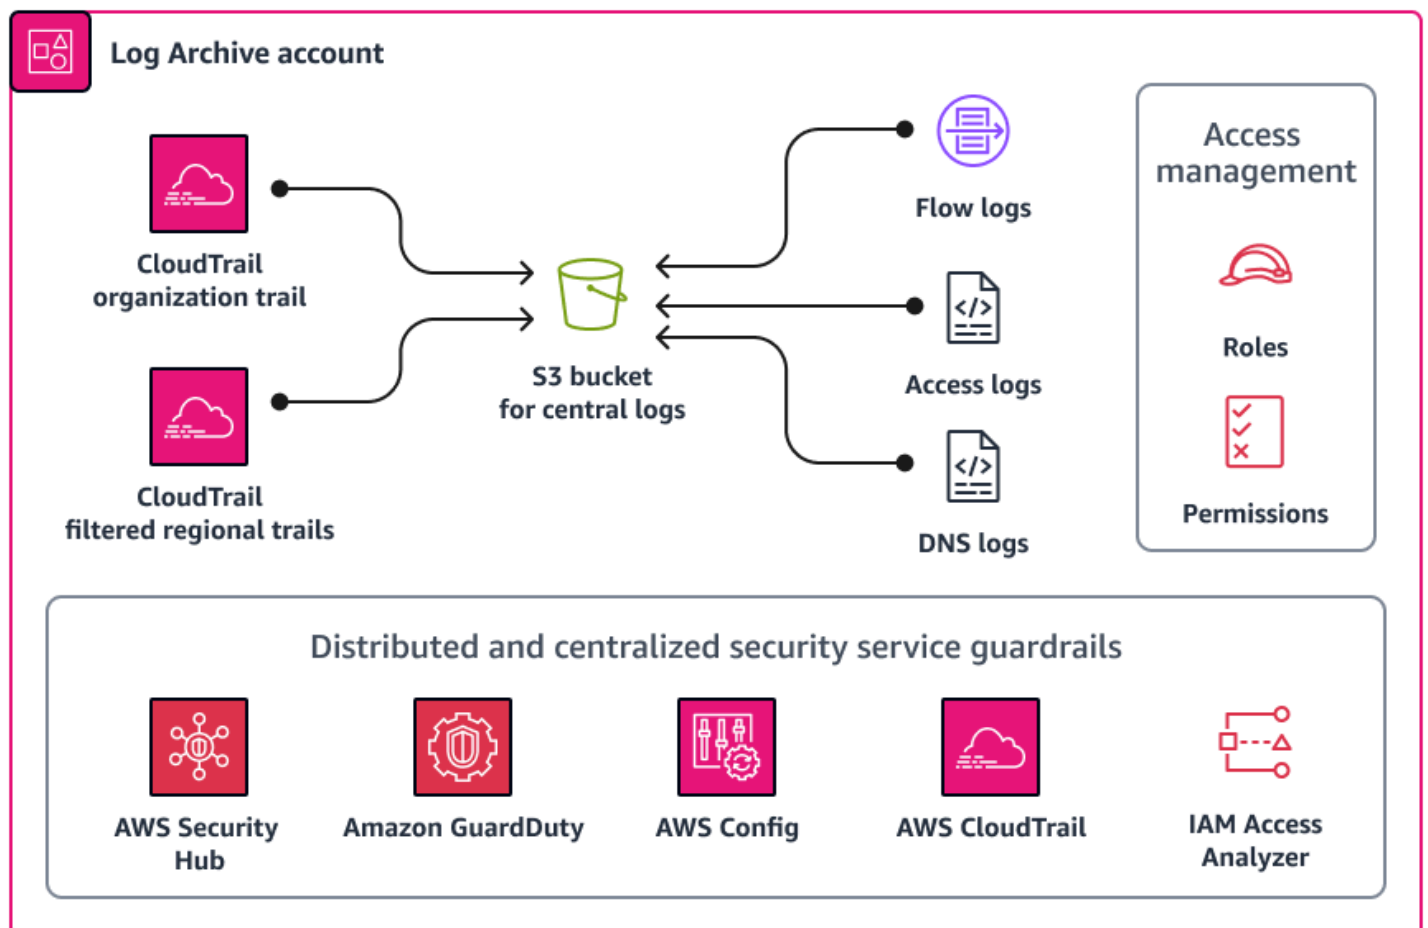 Log Archive account
CloudTrail
organization trail
CloudTrail
filtered regional trails
S3 bucket
for central logs
Flow logs
Access logs
DNS logs
Access
management
Roles
Permissions
Distributed and centralized security service guardrails
AWS Security
Hub
Amazon GuardDuty
AWS Config
AWS CloudTrail
IAM Access
Analyzer